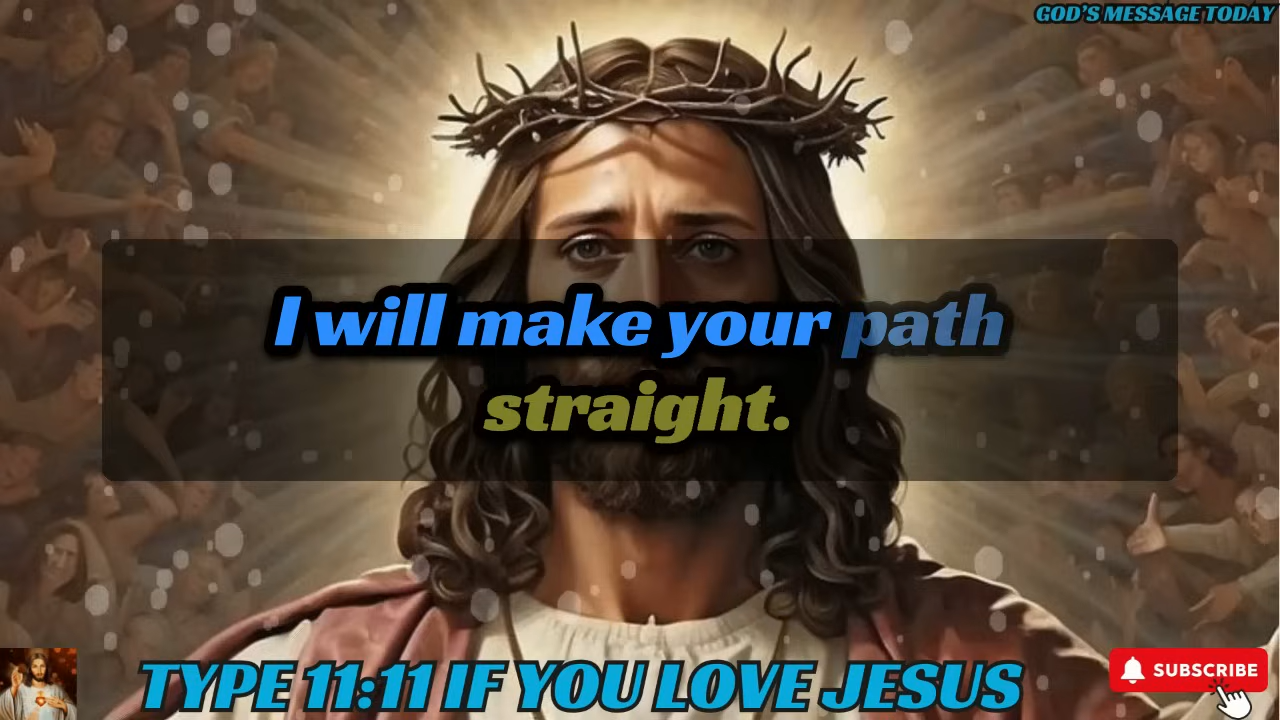 GOD'S MESSAGE TODAY
I will make your path
straight.
TYPE 11:11 IF YOU LOVE JESUS
SUBSCRIBE